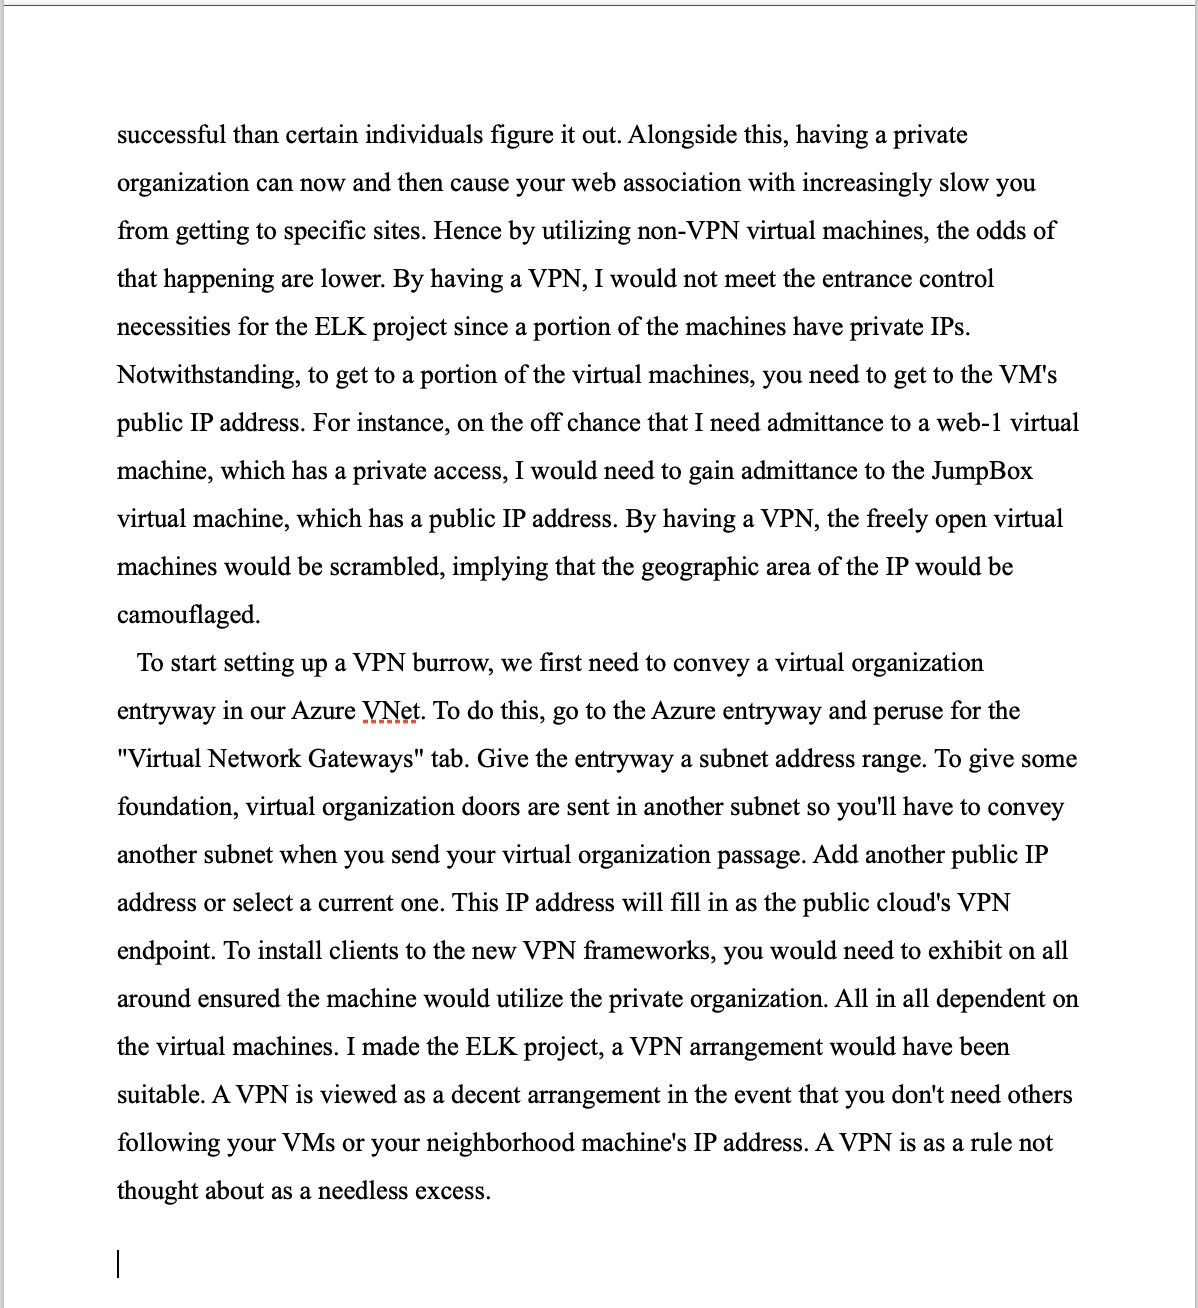 successful than certain individuals figure it out. Alongside this, having a private
organization can now and then cause your web association with increasingly slow you
from getting to specific sites. Hence by utilizing non-VPN virtual machines, the odds of
that happening are lower. By having a VPN, I would not meet the entrance control
necessities for the ELK project since a portion of the machines have private IPs.
Notwithstanding, to get to a portion of the virtual machines, you need to get to the VM's
public IP address. For instance, on the off chance that I need admittance to a web-1 virtual
machine, which has a private access, I would need to gain admittance to the JumpBox
virtual machine, which has a public IP address. By having a VPN, the freely open virtual
machines would be scrambled, implying that the geographic area of the IP would be
camouflaged.
To start setting up a VPN burrow, we first need to convey a virtual organization
entryway in our Azure VNet. To do this, go to the Azure entryway and peruse for the
"Virtual Network Gateways" tab. Give the entryway a subnet address range. To give some
foundation, virtual organization doors are sent in another subnet so you'll have to convey
another subnet when you send your virtual organization passage. Add another public IP
address or select a current one. This IP address will fill in as the public cloud's VPN
endpoint. To install clients to the new VPN frameworks, you would need to exhibit on all
around ensured the machine would utilize the private organization. All in all dependent on
the virtual machines. I made the ELK project, a VPN arrangement would have been
suitable. A VPN is viewed as a decent arrangement in the event that you don't need others
following your VMs or your neighborhood machine's IP address. A VPN is as a rule not
thought about as a needless excess.